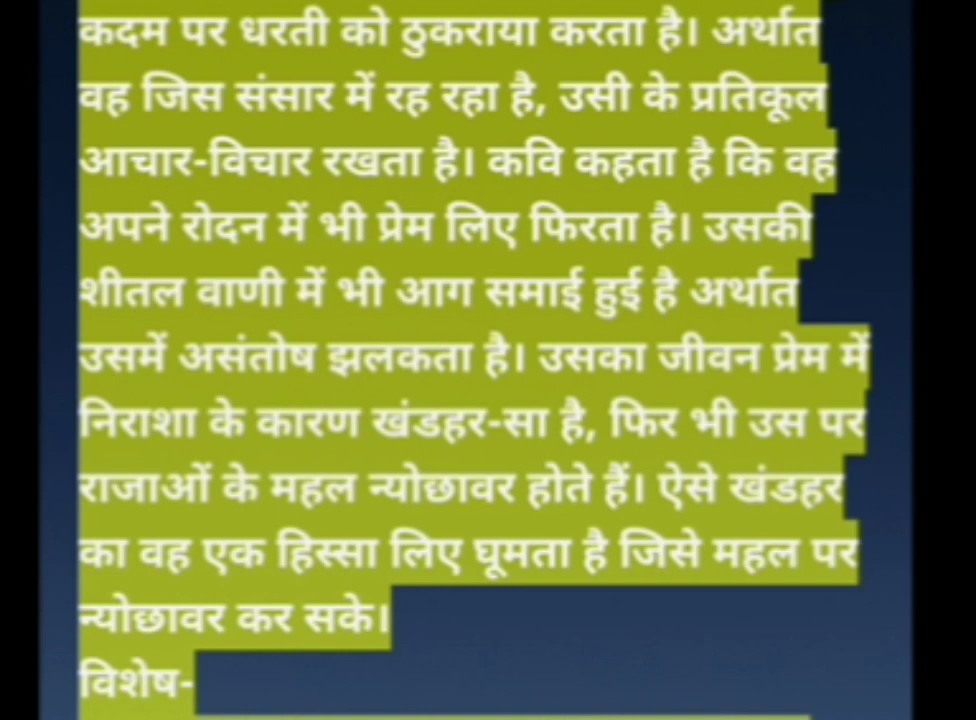 कदम पर धरती को ठुकराया करता है। अर्थात
वह जिस संसार में रह रहा है, उसी के प्रतिकूल
आचार-विचार रखता है। कवि कहता है कि वह
अपने रोदन में भी प्रेम लिए फिरता है। उसकी
शीतल वाणी में भी आग समाई हुई है अर्थात
उसमें असंतोष झलकता है। उसका जीवन प्रेम में
निराशा के कारण खंडहर-सा है, फिर भी उस पर
राजाओं के महल न्योछावर होते हैं। ऐसे खंडहर
का वह एक हिस्सा लिए घूमता है जिसे महल पर
न्योछावर कर सके।
विशेष-